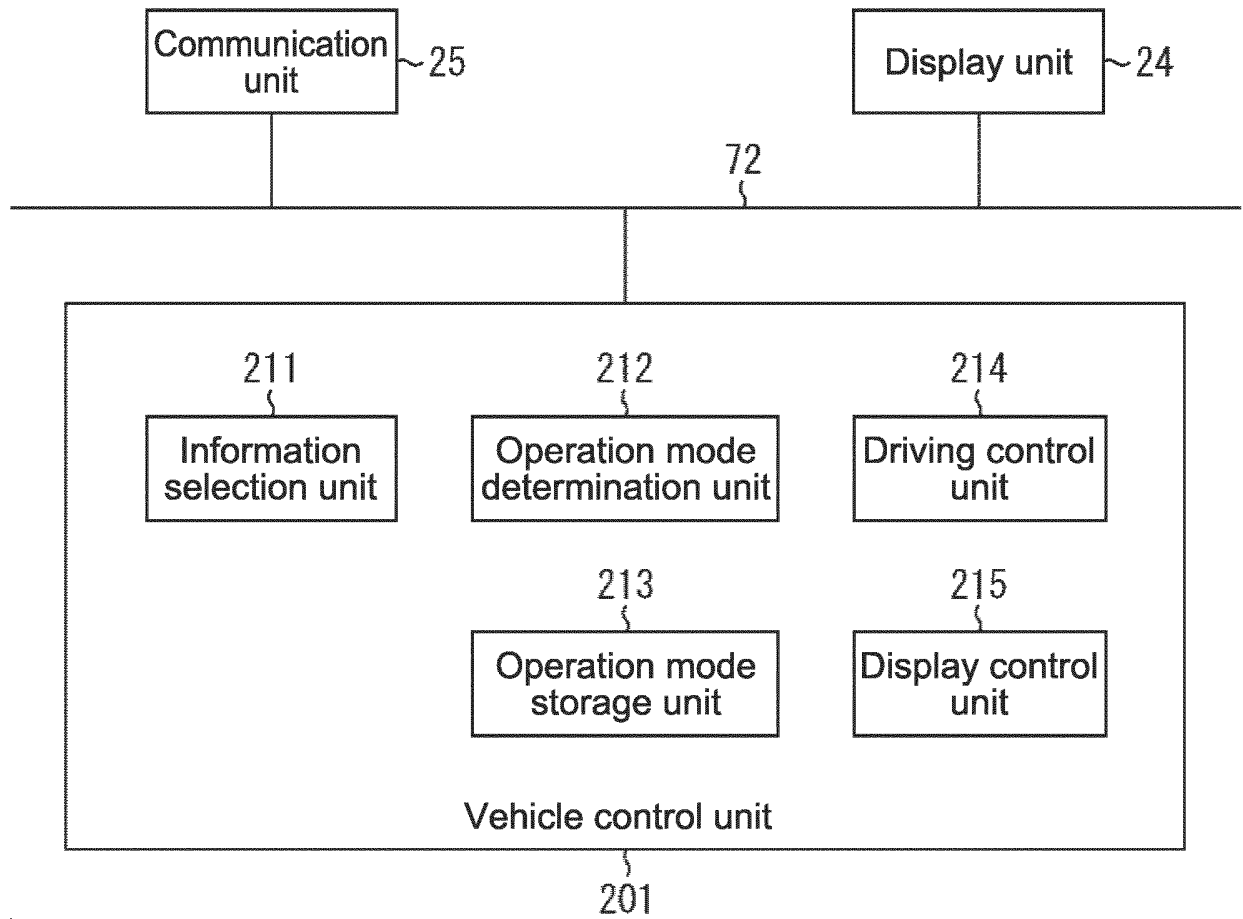 Communication
unit
25
Display unit
24
72
211
212
214
Information
selection unit
Operation mode
determination unit
Driving control
unit
213
215
Operation mode
storage unit
Display control
unit
Vehicle control unit
201